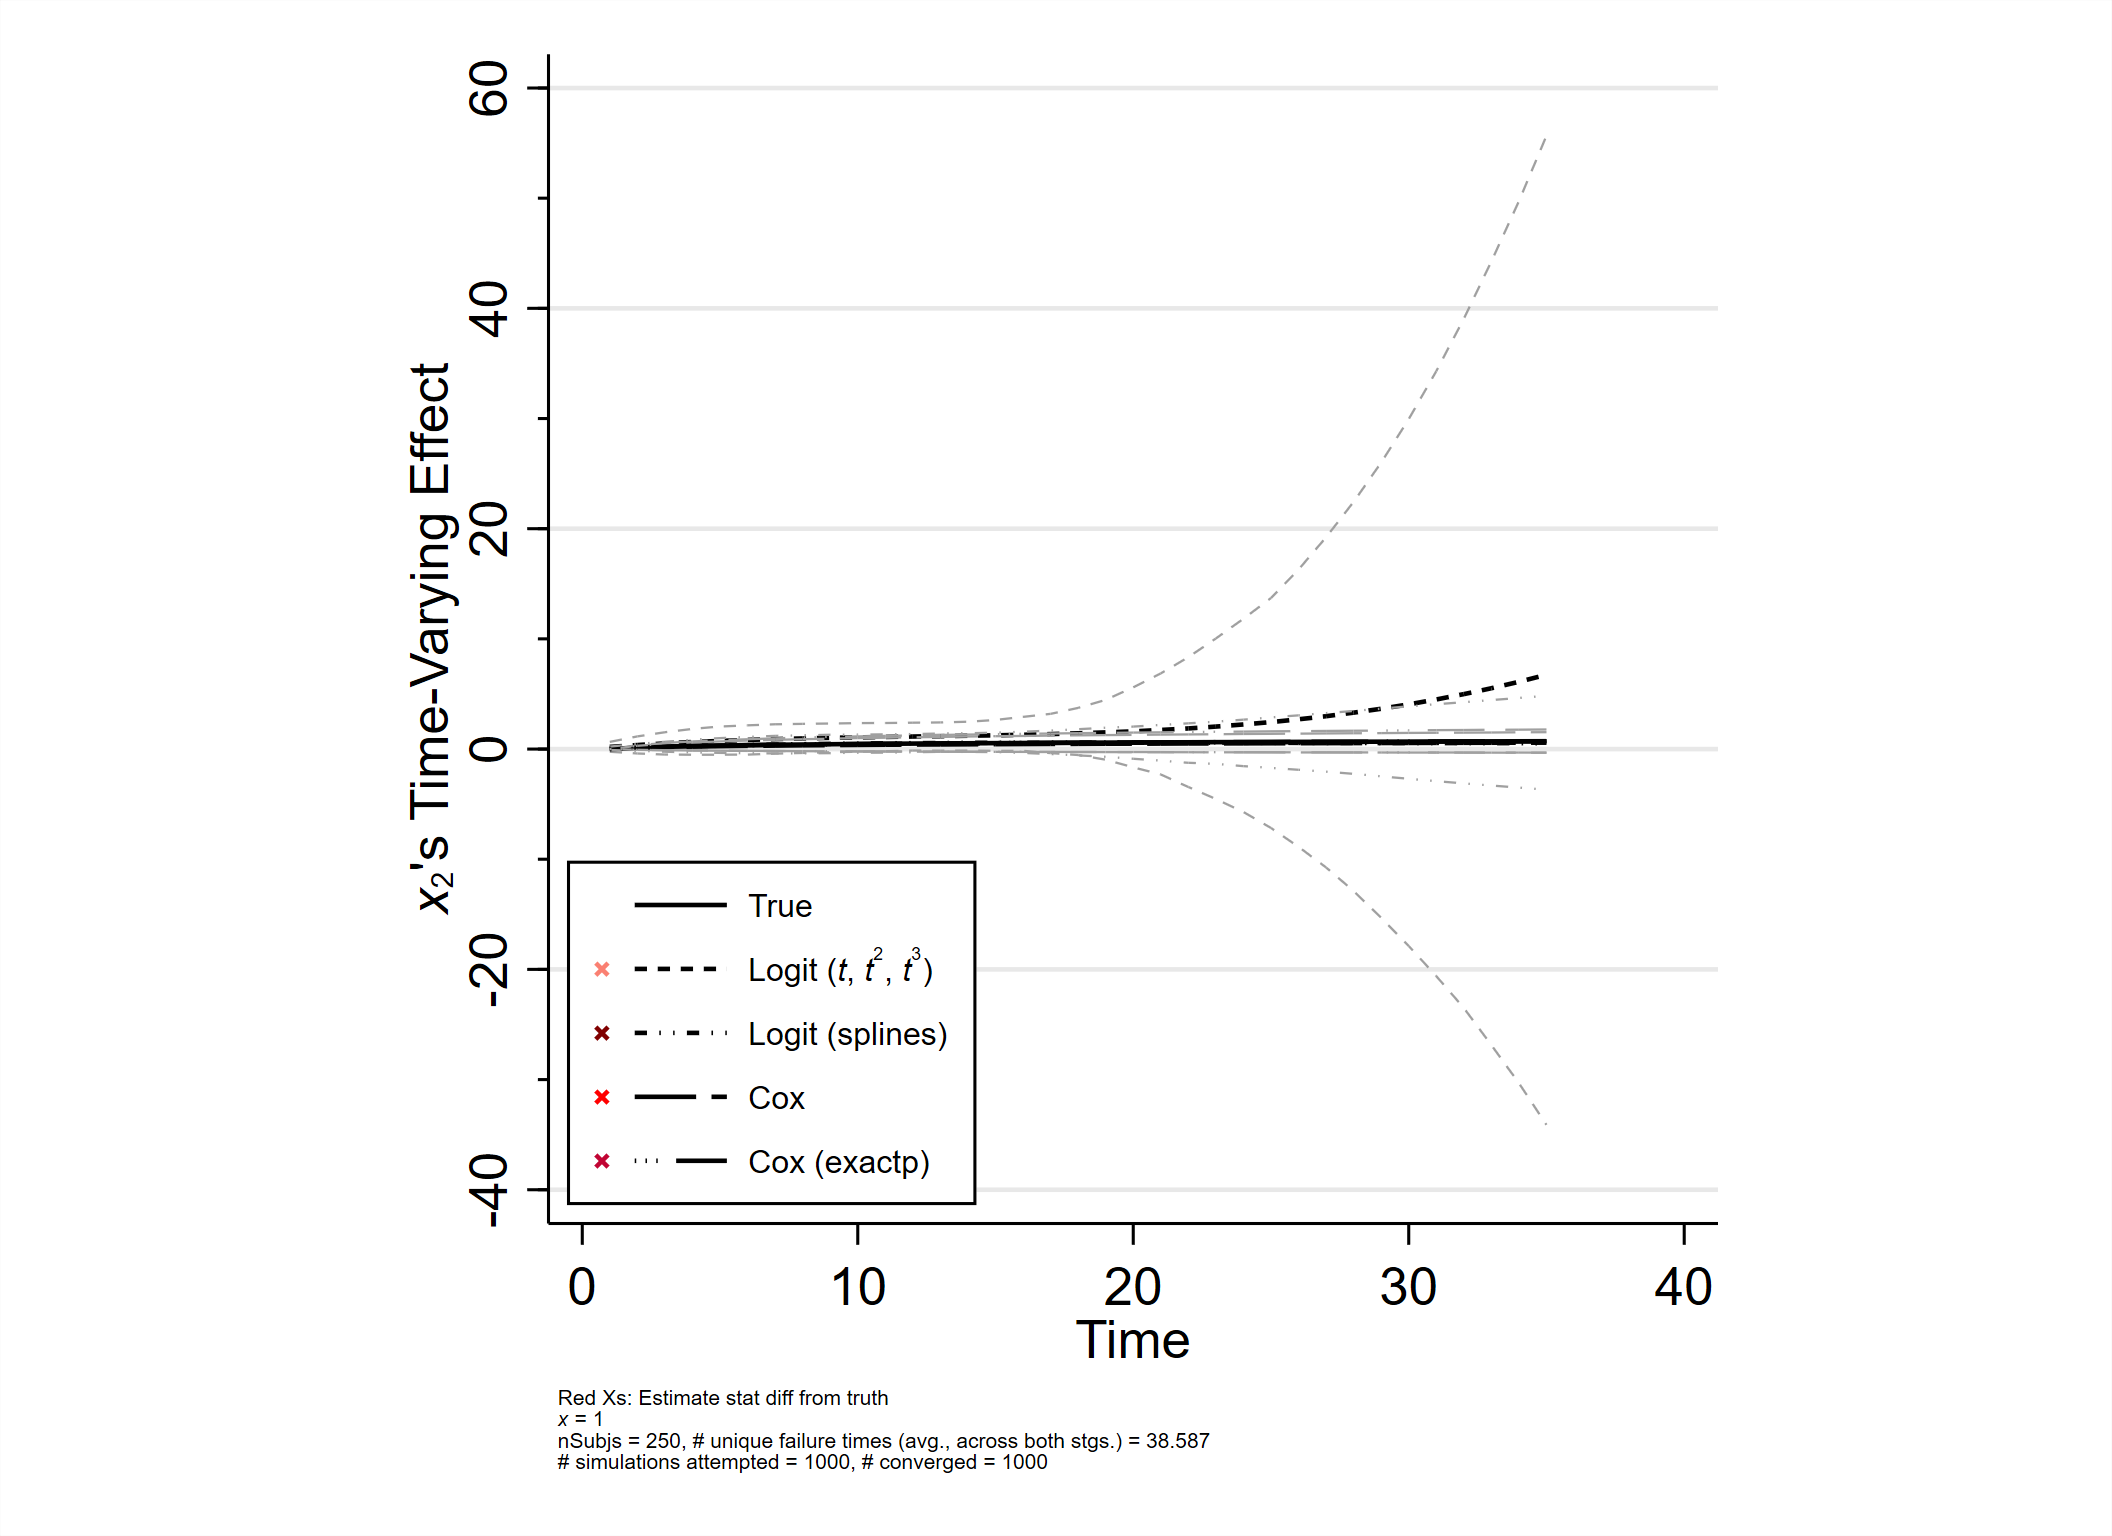 60
40
20
0
-20
-40
x₂'s Time-Varying Effect
True
Logit (t, t², t³)
Logit (splines)
Cox
Cox (exactp)
0 10 20 30 40
Time
Red Xs: Estimate stat diff from truth
x = 1
nSubjs = 250, # unique failure times (avg., across both stgs.) = 38.587
# simulations attempted = 1000, # converged = 1000